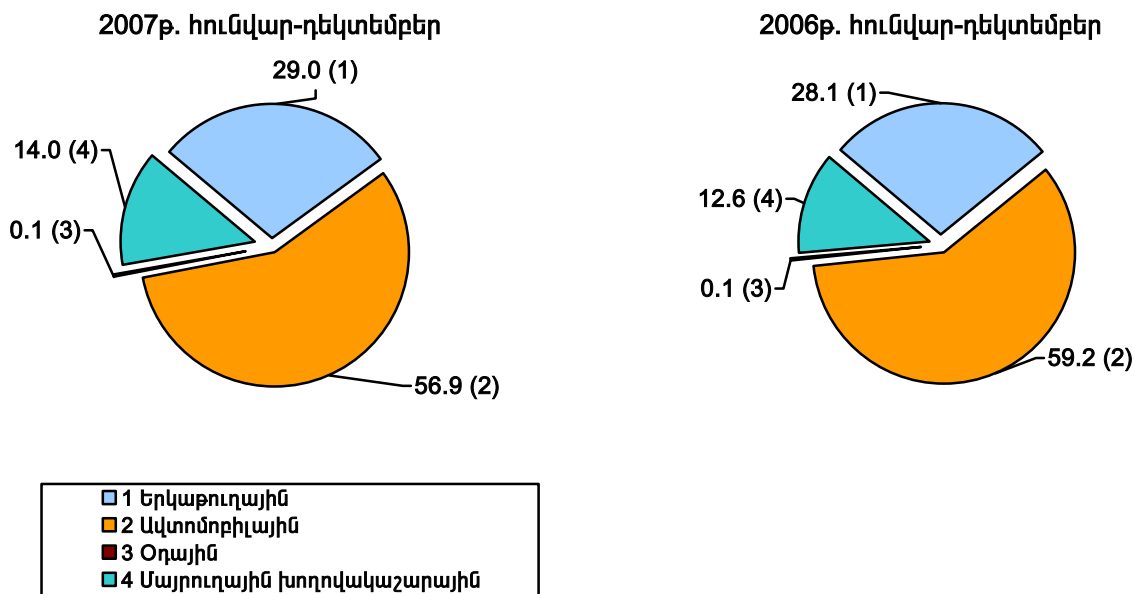 2007թ. հունվար-դեկտեմբեր
29.0 (1)
14.0 (4)
0.1 (3)
56.9 (2)
2006թ. հունվար-դեկտեմբեր
28.1 (1)
12.6 (4)
0.1 (3)
59.2 (2)
1 Երկաթուղային
2 Ավտոմոբիլային
3 Օդային
4 Մայրուղային խողովակաշարային